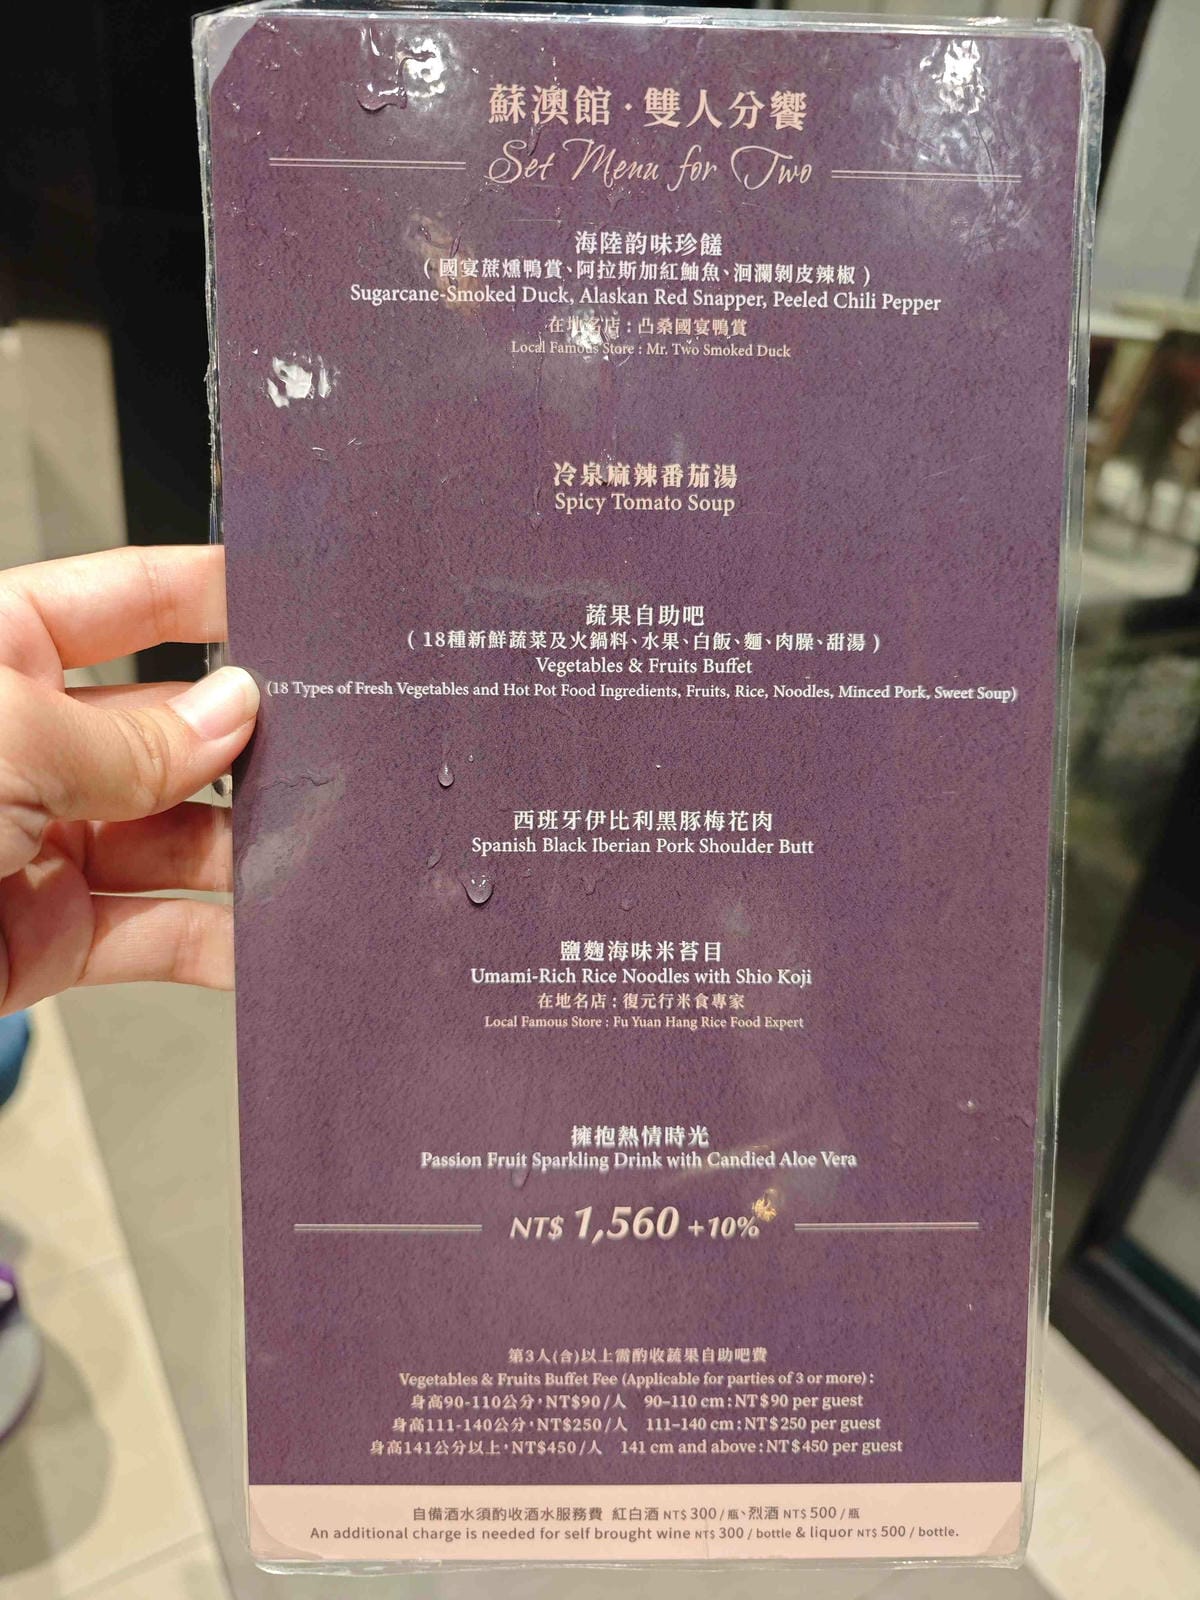 蘇澳館·雙人分饗
Set Menu for Two
海陸韵味珍饈
(國宴蔗燻鴨賞、阿拉斯加紅鮋魚、洄瀾剝皮辣椒)
Sugarcane-Smoked Duck, Alaskan Red Snapper, Peeled Chili Pepper
在地名店:凸桑國宴鴨賞
Local Famous Store : Mr. Two Smoked Duck
冷泉麻辣番茄湯
Spicy Tomato Soup
蔬果自助吧
(18種新鮮蔬菜及火鍋料、水果、白飯、麵、肉臊、甜湯)
Vegetables & Fruits Buffet
(18 Types of Fresh Vegetables and Hot Pot Food Ingredients, Fruits, Rice, Noodles, Minced Pork, Sweet Soup)
西班牙伊比利黑豚梅花肉
Spanish Black Iberian Pork Shoulder Butt
鹽麴海味米苔目
Umami-Rich Rice Noodles with Shio Koji
在地名店:復元行米食專家
Local Famous Store : Fu Yuan Hang Rice Food Expert
擁抱熱情時光
Passion Fruit Sparkling Drink with Candied Aloe Vera
NT$ 1,560 +10%
第3人(含)以上需酌收蔬果自助吧費
Vegetables & Fruits Buffet Fee (Applicable for parties of 3 or more) :
身高90-110公分,NT$90/人 90–110 cm : NT$90 per guest
身高111-140公分,NT$250/人 111–140 cm : NT$250 per guest
身高141公分以上,NT$450/人 141 cm and above : NT$450 per guest
自備酒水須酌收酒水服務費 紅白酒 NT$ 300 / 瓶、烈酒 NT$ 500 / 瓶
An additional charge is needed for self brought wine NT$ 300 / bottle & liquor NT$ 500 / bottle.